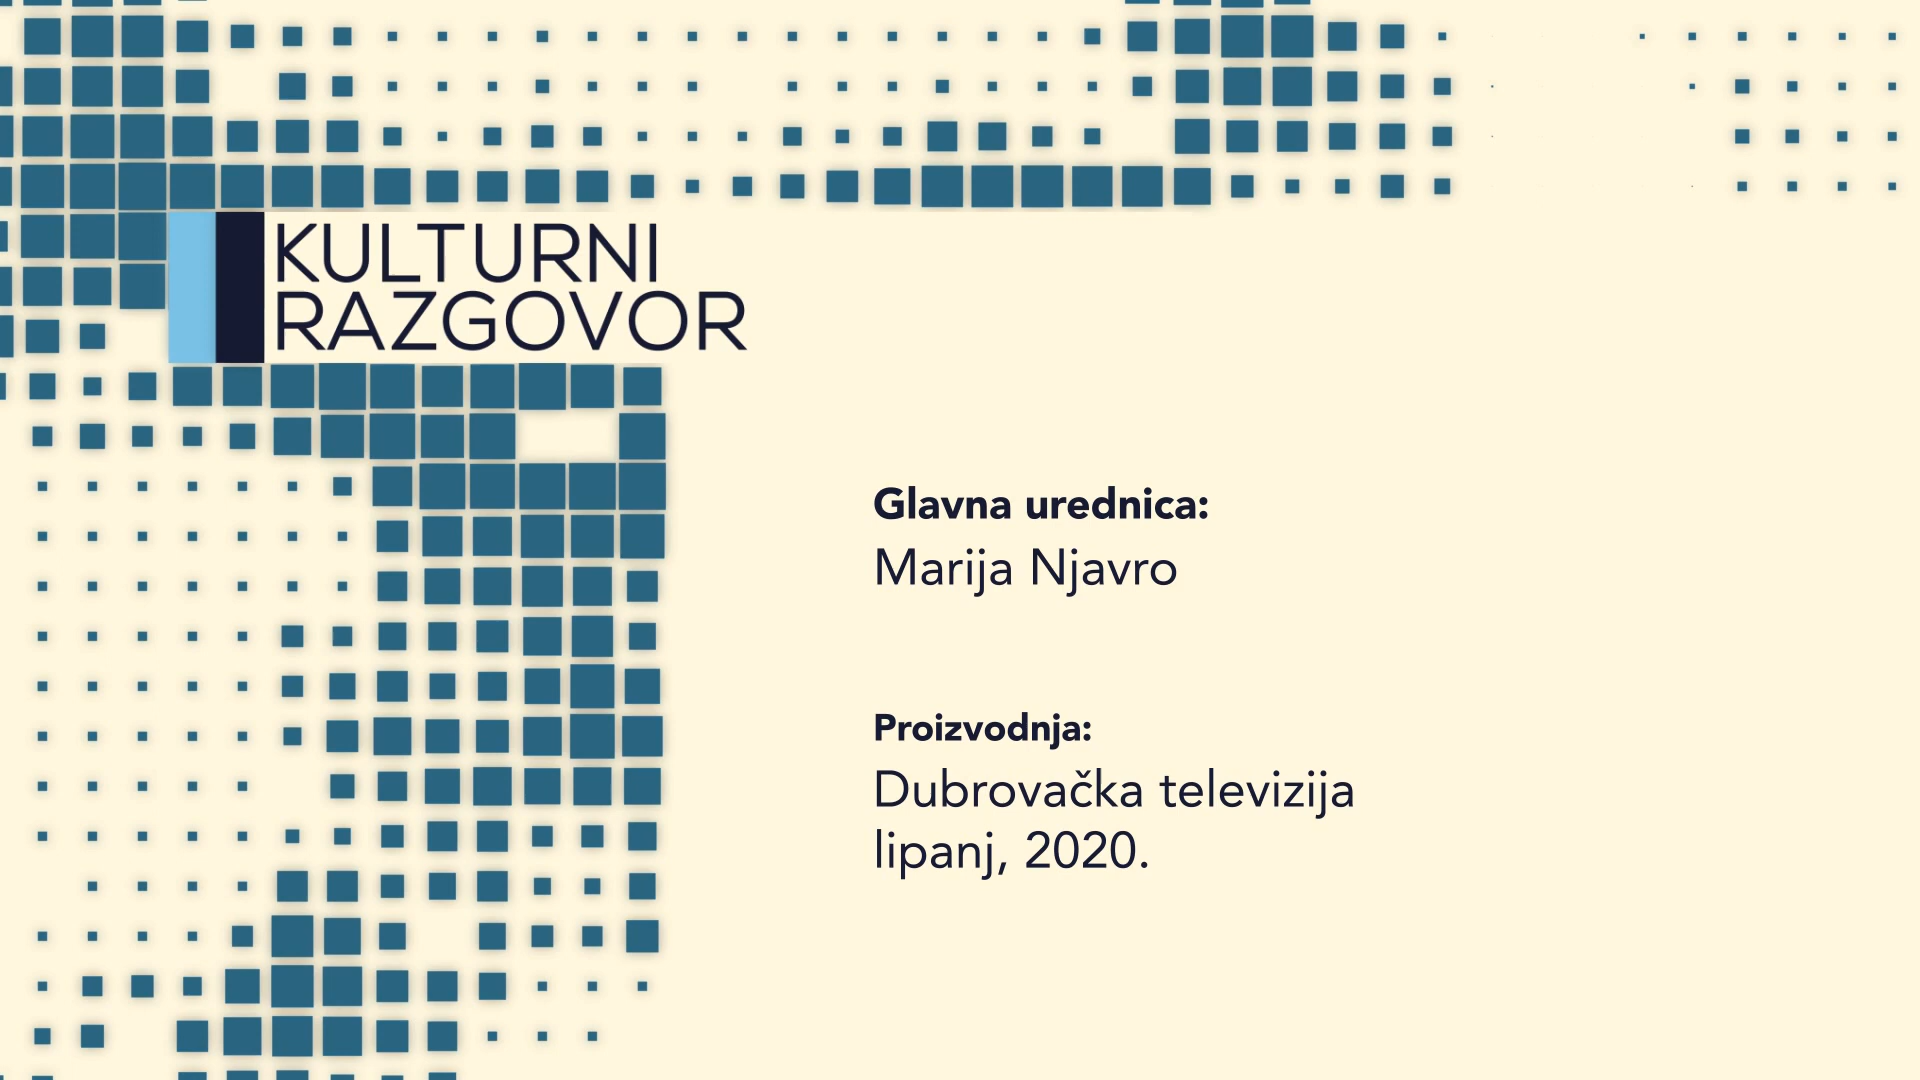 KULTURNI
RAZGOVOR
Glavna urednica:
Marija Njavro
Proizvodnja:
Dubrovačka televizija
lipanj, 2020.